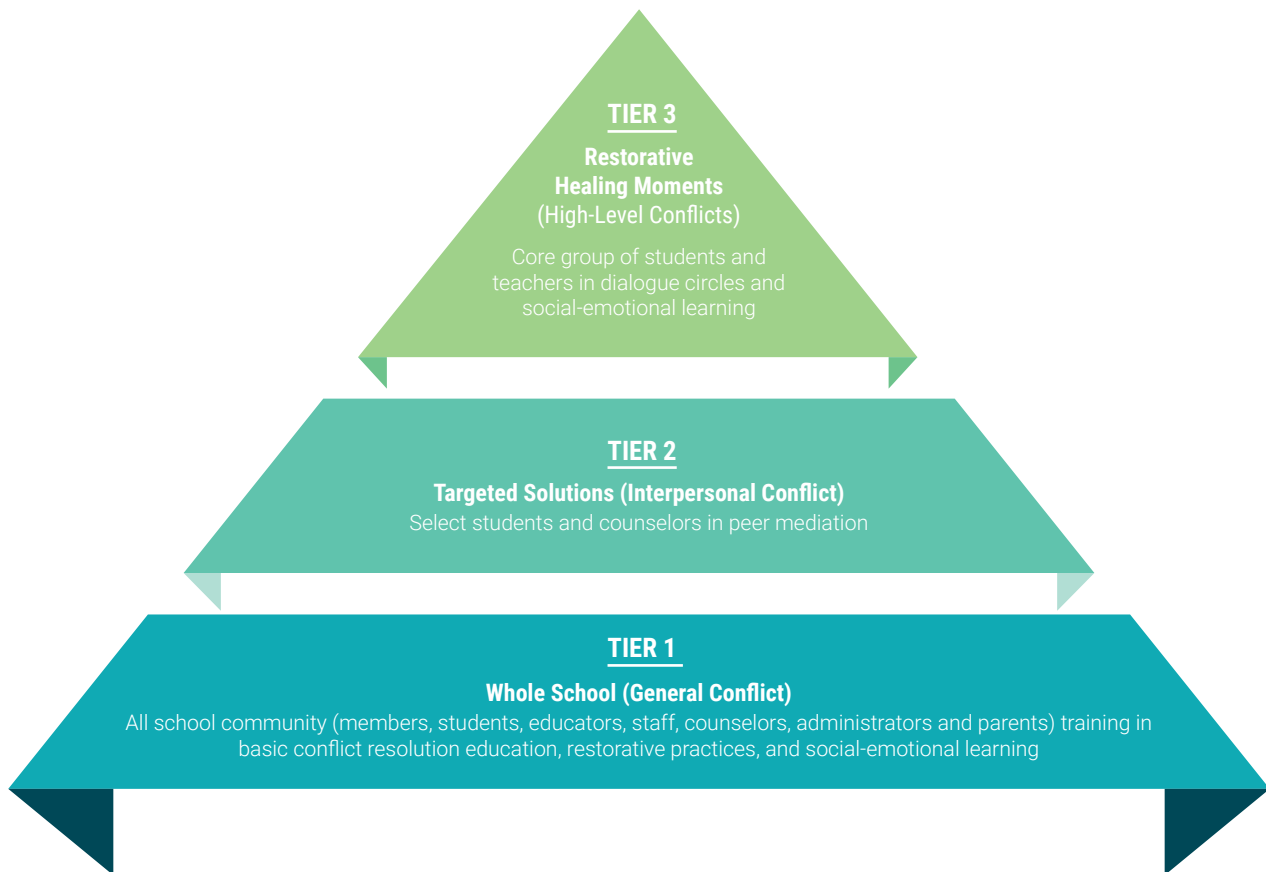 TIER 3
Restorative
Healing Moments
(High-Level Conflicts)
Core group of students and
teachers in dialogue circles and
social-emotional learning
TIER 2
Targeted Solutions (Interpersonal Conflict)
Select students and counselors in peer mediation
TIER 1
Whole School (General Conflict)
All school community (members, students, educators, staff, counselors, administrators and parents) training in
basic conflict resolution education, restorative practices, and social-emotional learning